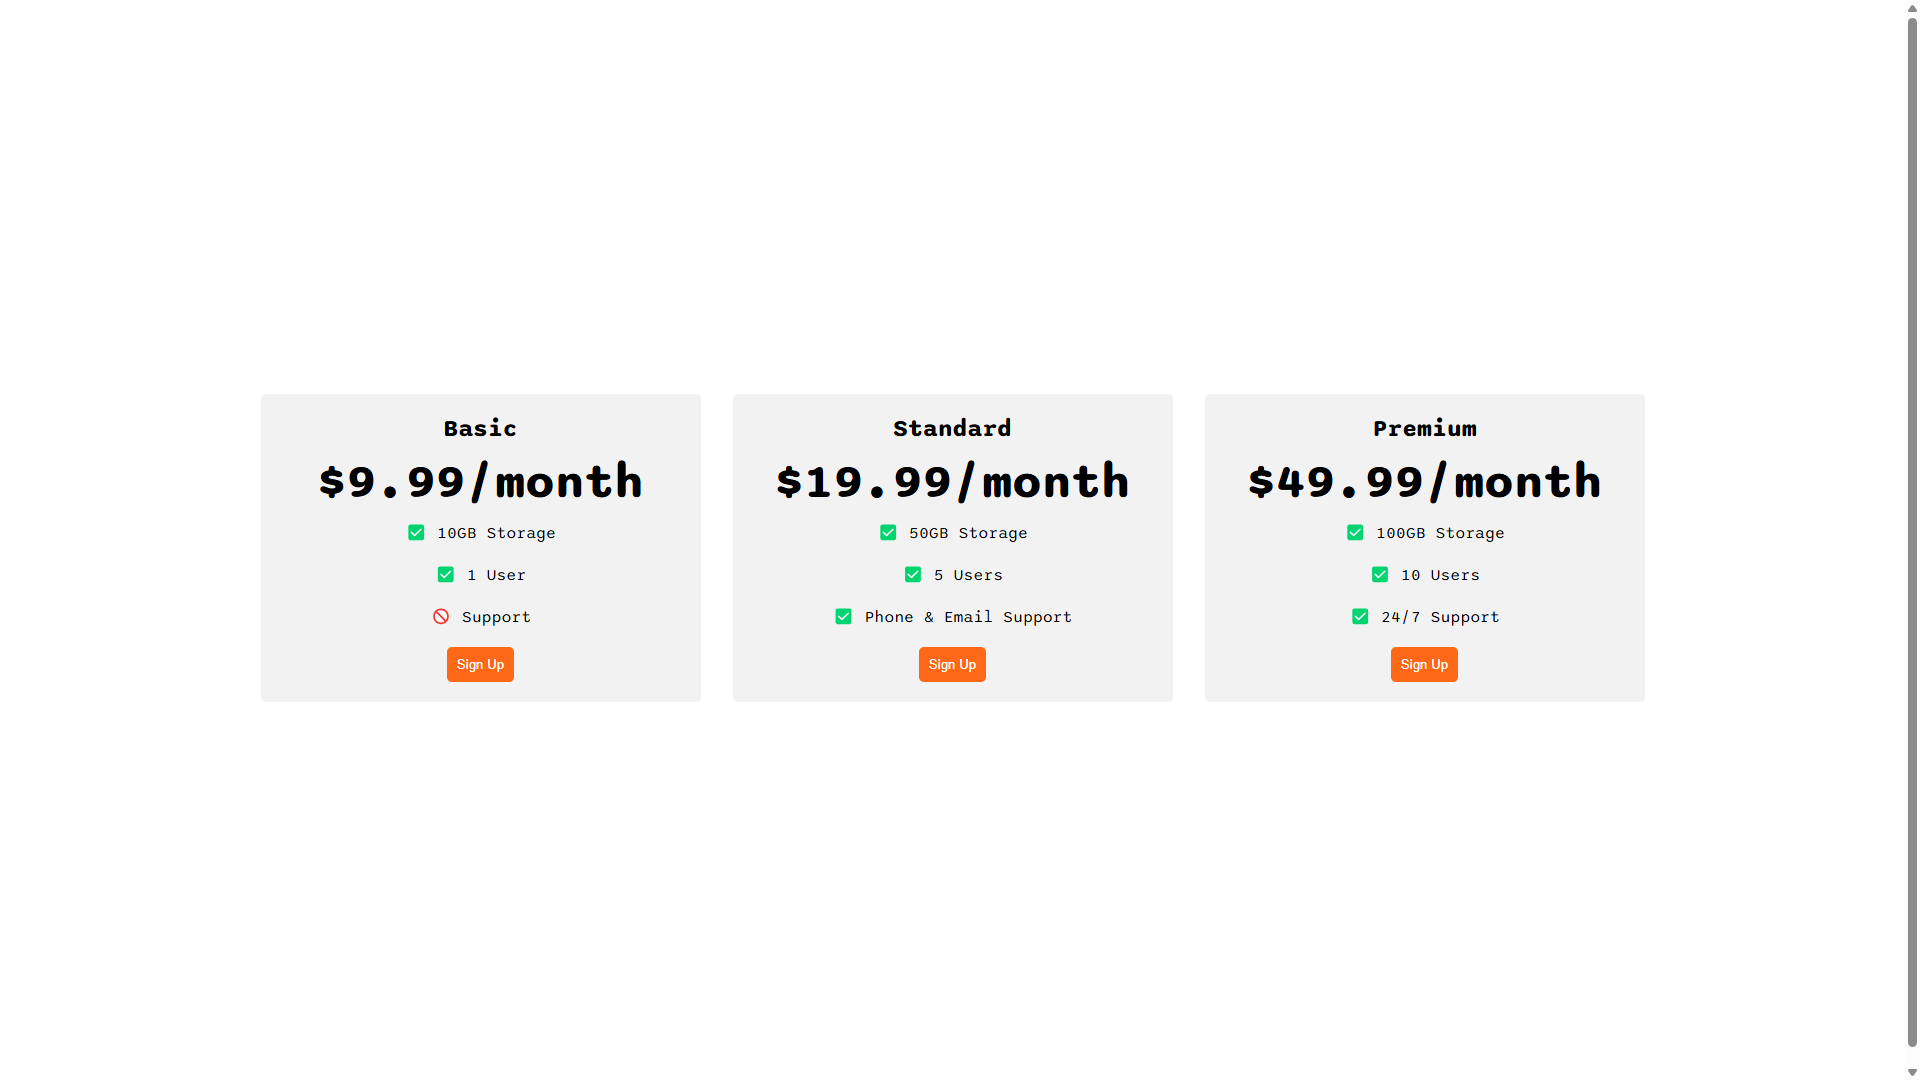 Basic
$9.99/month
✅ 10GB Storage
✅ 1 User
🚫 Support
Sign Up
Standard
$19.99/month
✅ 50GB Storage
✅ 5 Users
✅ Phone & Email Support
Sign Up
Premium
$49.99/month
✅ 100GB Storage
✅ 10 Users
✅ 24/7 Support
Sign Up